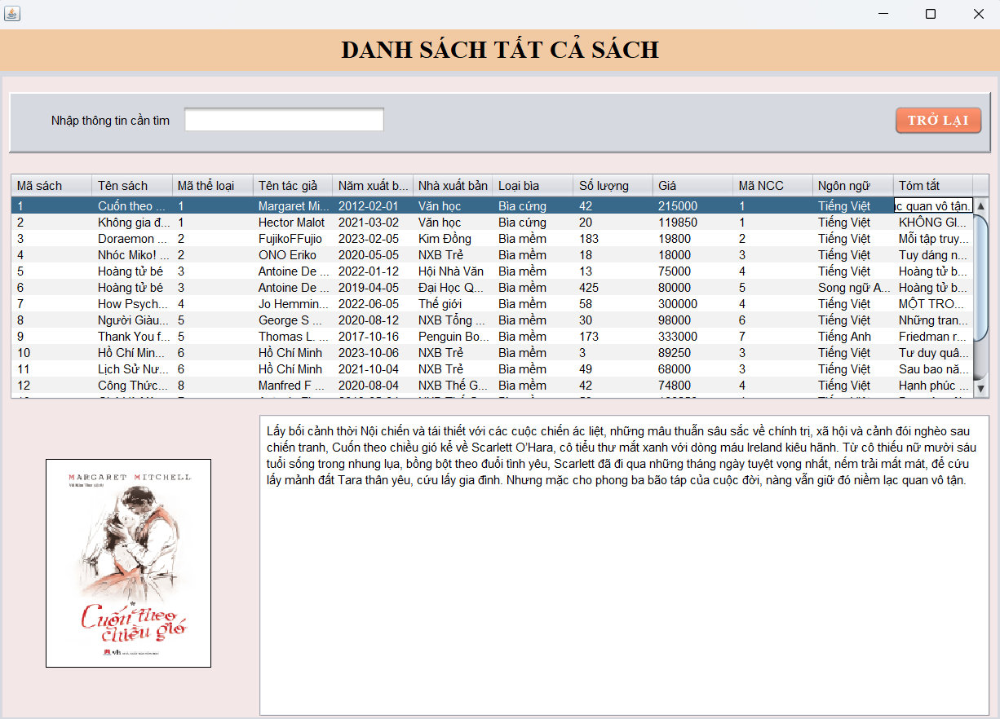 DANH SÁCH TẤT CẢ SÁCH
Nhập thông tin cần tìm
TRỞ LẠI
Mã sách Tên sách Mã thể loại Tên tác giả Năm xuất b... Nhà xuất bản Loại bìa Số lượng Giá Mã NCC Ngôn ngữ Tóm tắt
1 Cuốn theo ... 1 Margaret Mi... 2012-02-01 Văn học Bìa cứng 42 215000 1 Tiếng Việt quan vô tận.
2 Không gia đ... 1 Hector Malot 2021-03-02 Văn học Bìa cứng 20 119850 1 Tiếng Việt KHÔNG GI...
3 Doraemon ... 2 FujikoFFujio 2023-02-05 Kim Đồng Bìa mềm 183 19800 2 Tiếng Việt Mỗi tập truy...
4 Nhóc Miko! ... 2 ONO Eriko 2020-05-05 NXB Trẻ Bìa mềm 18 18000 3 Tiếng Việt Tuy dáng n...
5 Hoàng tử bé 3 Antoine De ... 2022-01-12 Hội Nhà Văn Bìa mềm 13 75000 4 Tiếng Việt Hoàng tử b...
6 Hoàng tử bé 3 Antoine De ... 2019-04-05 Đại Học Q... Bìa mềm 425 80000 5 Song ngữ A... Hoàng tử b...
7 How Psych... 4 Jo Hemmin... 2022-06-05 Thế giới Bìa mềm 58 300000 4 Tiếng Việt MỘT TRO...
8 Người Giàu... 5 George S ... 2020-08-12 NXB Tổng ... Bìa mềm 30 98000 6 Tiếng Việt Những tran...
9 Thank You f... 5 Thomas L. ... 2017-10-16 Penguin Bo... Bìa mềm 173 333000 7 Tiếng Anh Friedman r...
10 Hồ Chí Min... 6 Hồ Chí Minh 2023-10-06 NXB Trẻ Bìa mềm 3 89250 3 Tiếng Việt Tư duy quâ...
11 Lịch Sử Nư... 6 Hồ Chí Minh 2021-10-04 NXB Trẻ Bìa mềm 49 68000 3 Tiếng Việt Sau bao nă...
12 Công Thức... 8 Manfred F ... 2020-08-04 NXB Thế G... Bìa mềm 42 74800 4 Tiếng Việt Hạnh phúc ...
Lấy bối cảnh thời Nội chiến và tái thiết với các cuộc chiến ác liệt, những mâu thuẫn sâu sắc về chính trị, xã hội và cảnh đói nghèo sau
chiến tranh, Cuốn theo chiều gió kể về Scarlett O’Hara, cô tiểu thư mắt xanh với dòng máu Ireland kiêu hãnh. Từ cô thiếu nữ mười sáu
tuổi sống trong nhung lụa, bồng bột theo đuổi tình yêu, Scarlett đã đi qua những tháng ngày tuyệt vọng nhất, nếm trải mất mát, để cứu
lấy mảnh đất Tara thân yêu, cứu lấy gia đình. Nhưng mặc cho phong ba bão táp của cuộc đời, nàng vẫn giữ đó niềm lạc quan vô tận.
MARGARET MITCHELL
Cuốn theo
chiều gió